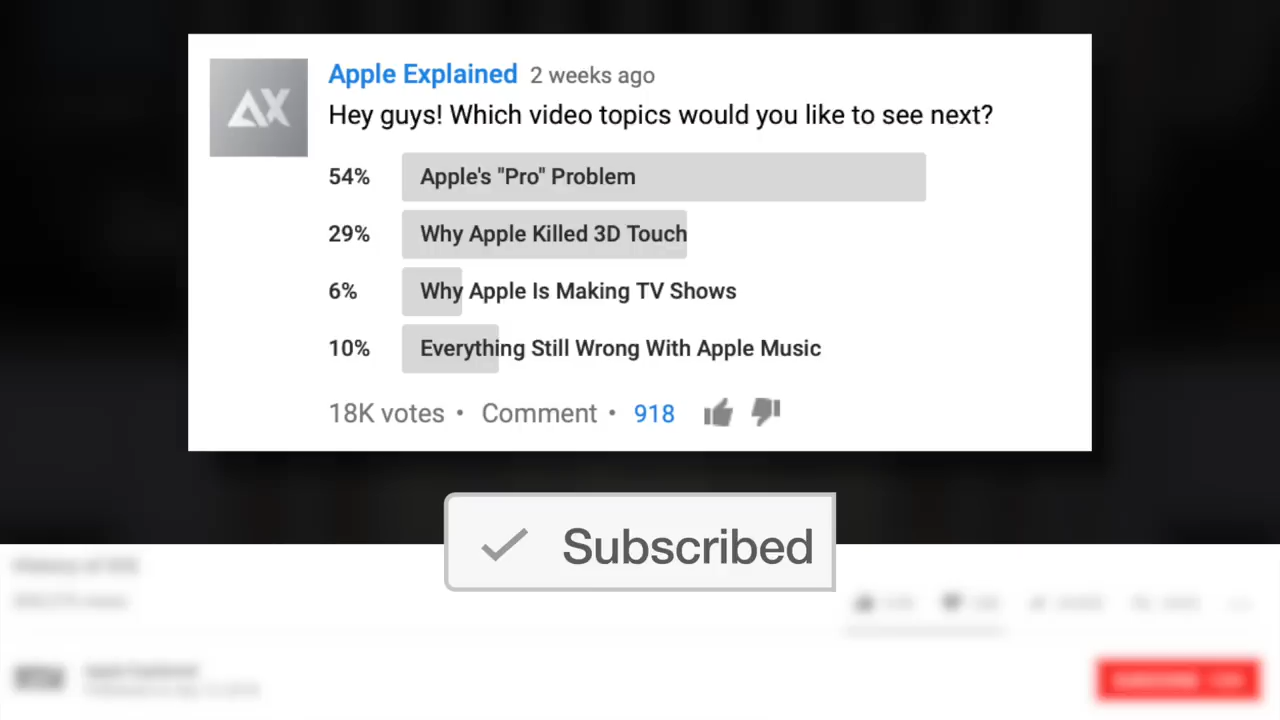 AX
Apple Explained 2 weeks ago
Hey guys! Which video topics would you like to see next?
54% Apple's "Pro" Problem
29% Why Apple Killed 3D Touch
6% Why Apple Is Making TV Shows
10% Everything Still Wrong With Apple Music
18K votes • Comment • 918
Subscribed